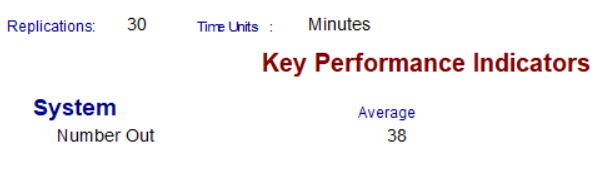 Replications: 30 Time Units : Minutes
Key Performance Indicators
System Average
Number Out 38